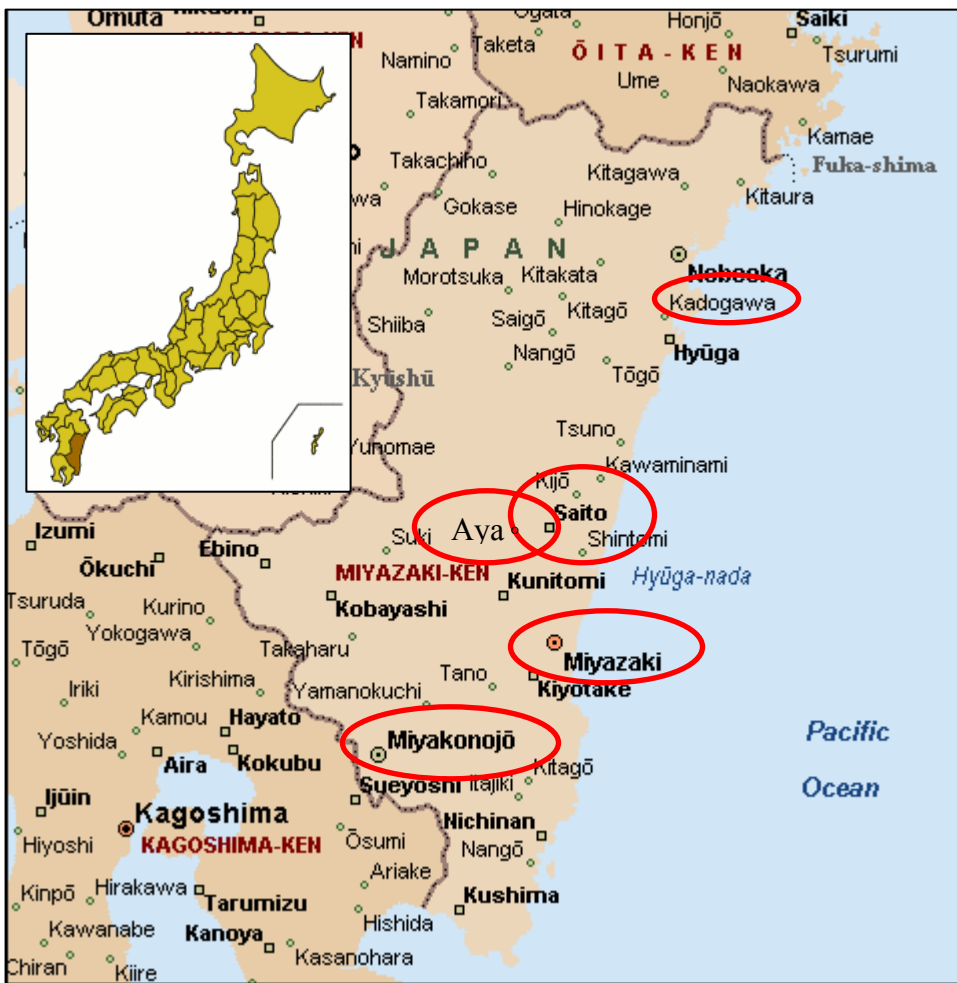 Omuta
Ogata
Honjō
Saiki
Taketa
Tsurumi
ŌITA-KEN
Namino
Ume
Naokawa
Takamori
Kamae
Takachiho
Kitagawa
Fuka-shima
Gokase
Kitaura
Hinokage
JAPAN
Nobeoka
Morotsuka
Kitakata
Kadogawa
Shiiba
Saigō
Kitagō
Hyūga
Nangō
Kyūshū
Tōgō
Tsuno
Yunomae
Kawaminami
Kijō
Saito
Izumi
Aya
Suki
Shintomi
Ebino
Ōkuchi
MIYAZAKI-KEN
Kunitomi
Hyūga-nada
Tsuruda
Kurino
Kobayashi
Yokogawa
Tōgō
Takaharu
Miyazaki
Tano
Kiyotake
Iriki
Kirishima
Yamanokuchi
Kamou
Hayato
Yoshida
Miyakonojō
Pacific
Ocean
Aira
Kokubu
Sueyoshi
Itajiki
Kitagō
Ijūin
Kagoshima
Nichinan
Hiyoshi
KAGOSHIMA-KEN
Ōsumi
Nangō
Ariake
Kinpō
Hirakawa
Tarumizu
Kushima
Hishida
Kawanabe
Kanoya
Kasanohara
Chiran
Kiire